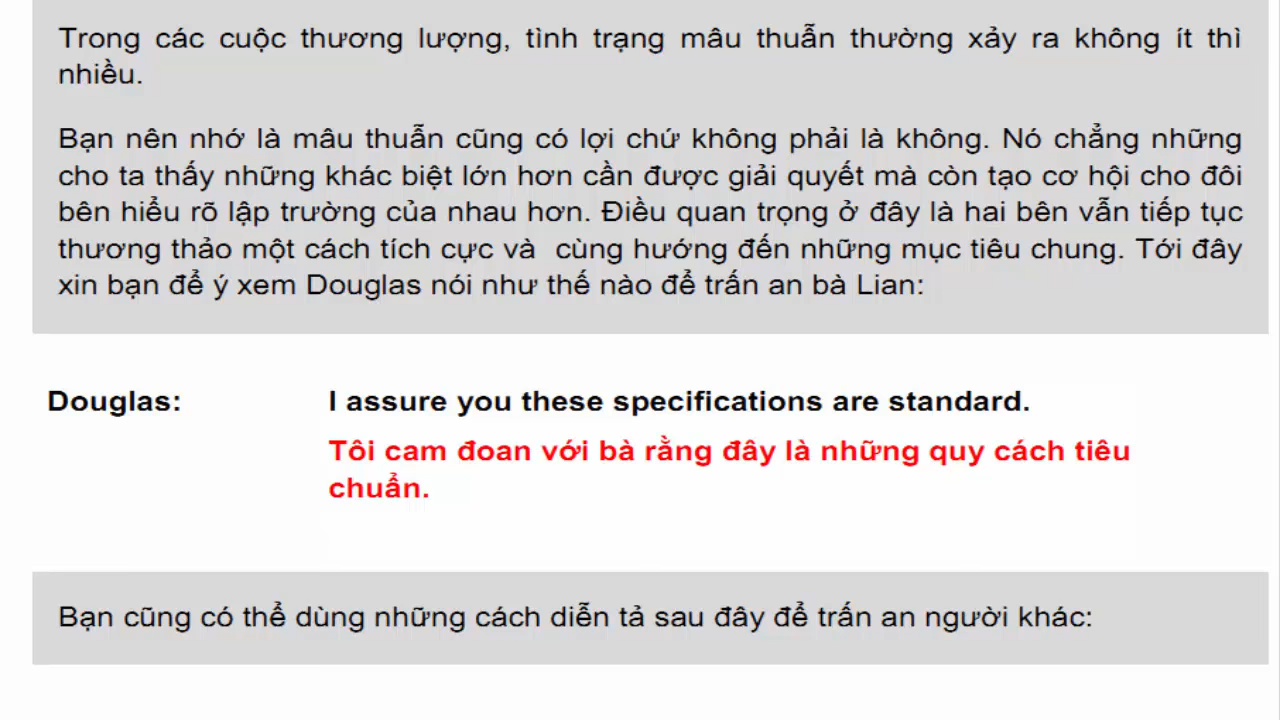 Trong các cuộc thương lượng, tình trạng mâu thuẫn thường xảy ra không ít thì
nhiều.
Bạn nên nhớ là mâu thuẫn cũng có lợi chứ không phải là không. Nó chẳng những
cho ta thấy những khác biệt lớn hơn cần được giải quyết mà còn tạo cơ hội cho đôi
bên hiểu rõ lập trường của nhau hơn. Điều quan trọng ở đây là hai bên vẫn tiếp tục
thương thảo một cách tích cực và  cùng hướng đến những mục tiêu chung. Tới đây
xin bạn để ý xem Douglas nói như thế nào để trấn an bà Lian:
Douglas: I assure you these specifications are standard.
Tôi cam đoan với bà rằng đây là những quy cách tiêu
chuẩn.
Bạn cũng có thể dùng những cách diễn tả sau đây để trấn an người khác: